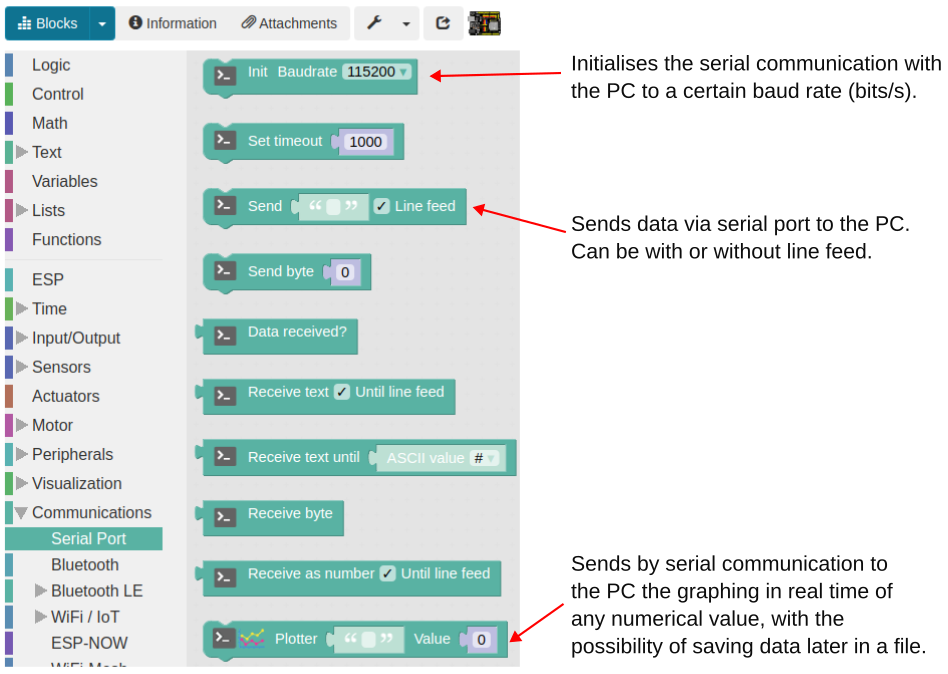 Blocks
Information
Attachments
Logic
Control
Math
Text
Variables
Lists
Functions
ESP
Time
Input/Output
Sensors
Actuators
Motor
Peripherals
Visualization
Communications
Serial Port
Bluetooth
Bluetooth LE
WiFi / IoT
ESP-NOW
WiFi Mesh
Init Baudrate 115200
Set timeout 1000
Send “ ” Line feed
Send byte 0
Data received?
Receive text Until line feed
Receive text until ASCII value #
Receive byte
Receive as number Until line feed
Plotter “ ” Value 0
Initialises the serial communication with
the PC to a certain baud rate (bits/s).
Sends data via serial port to the PC.
Can be with or without line feed.
Sends by serial communication to
the PC the graphing in real time of
any numerical value, with the
possibility of saving data later in a file.